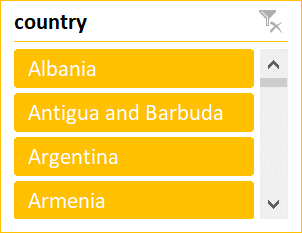 country
Albania
Antigua and Barbuda
Argentina
Armenia